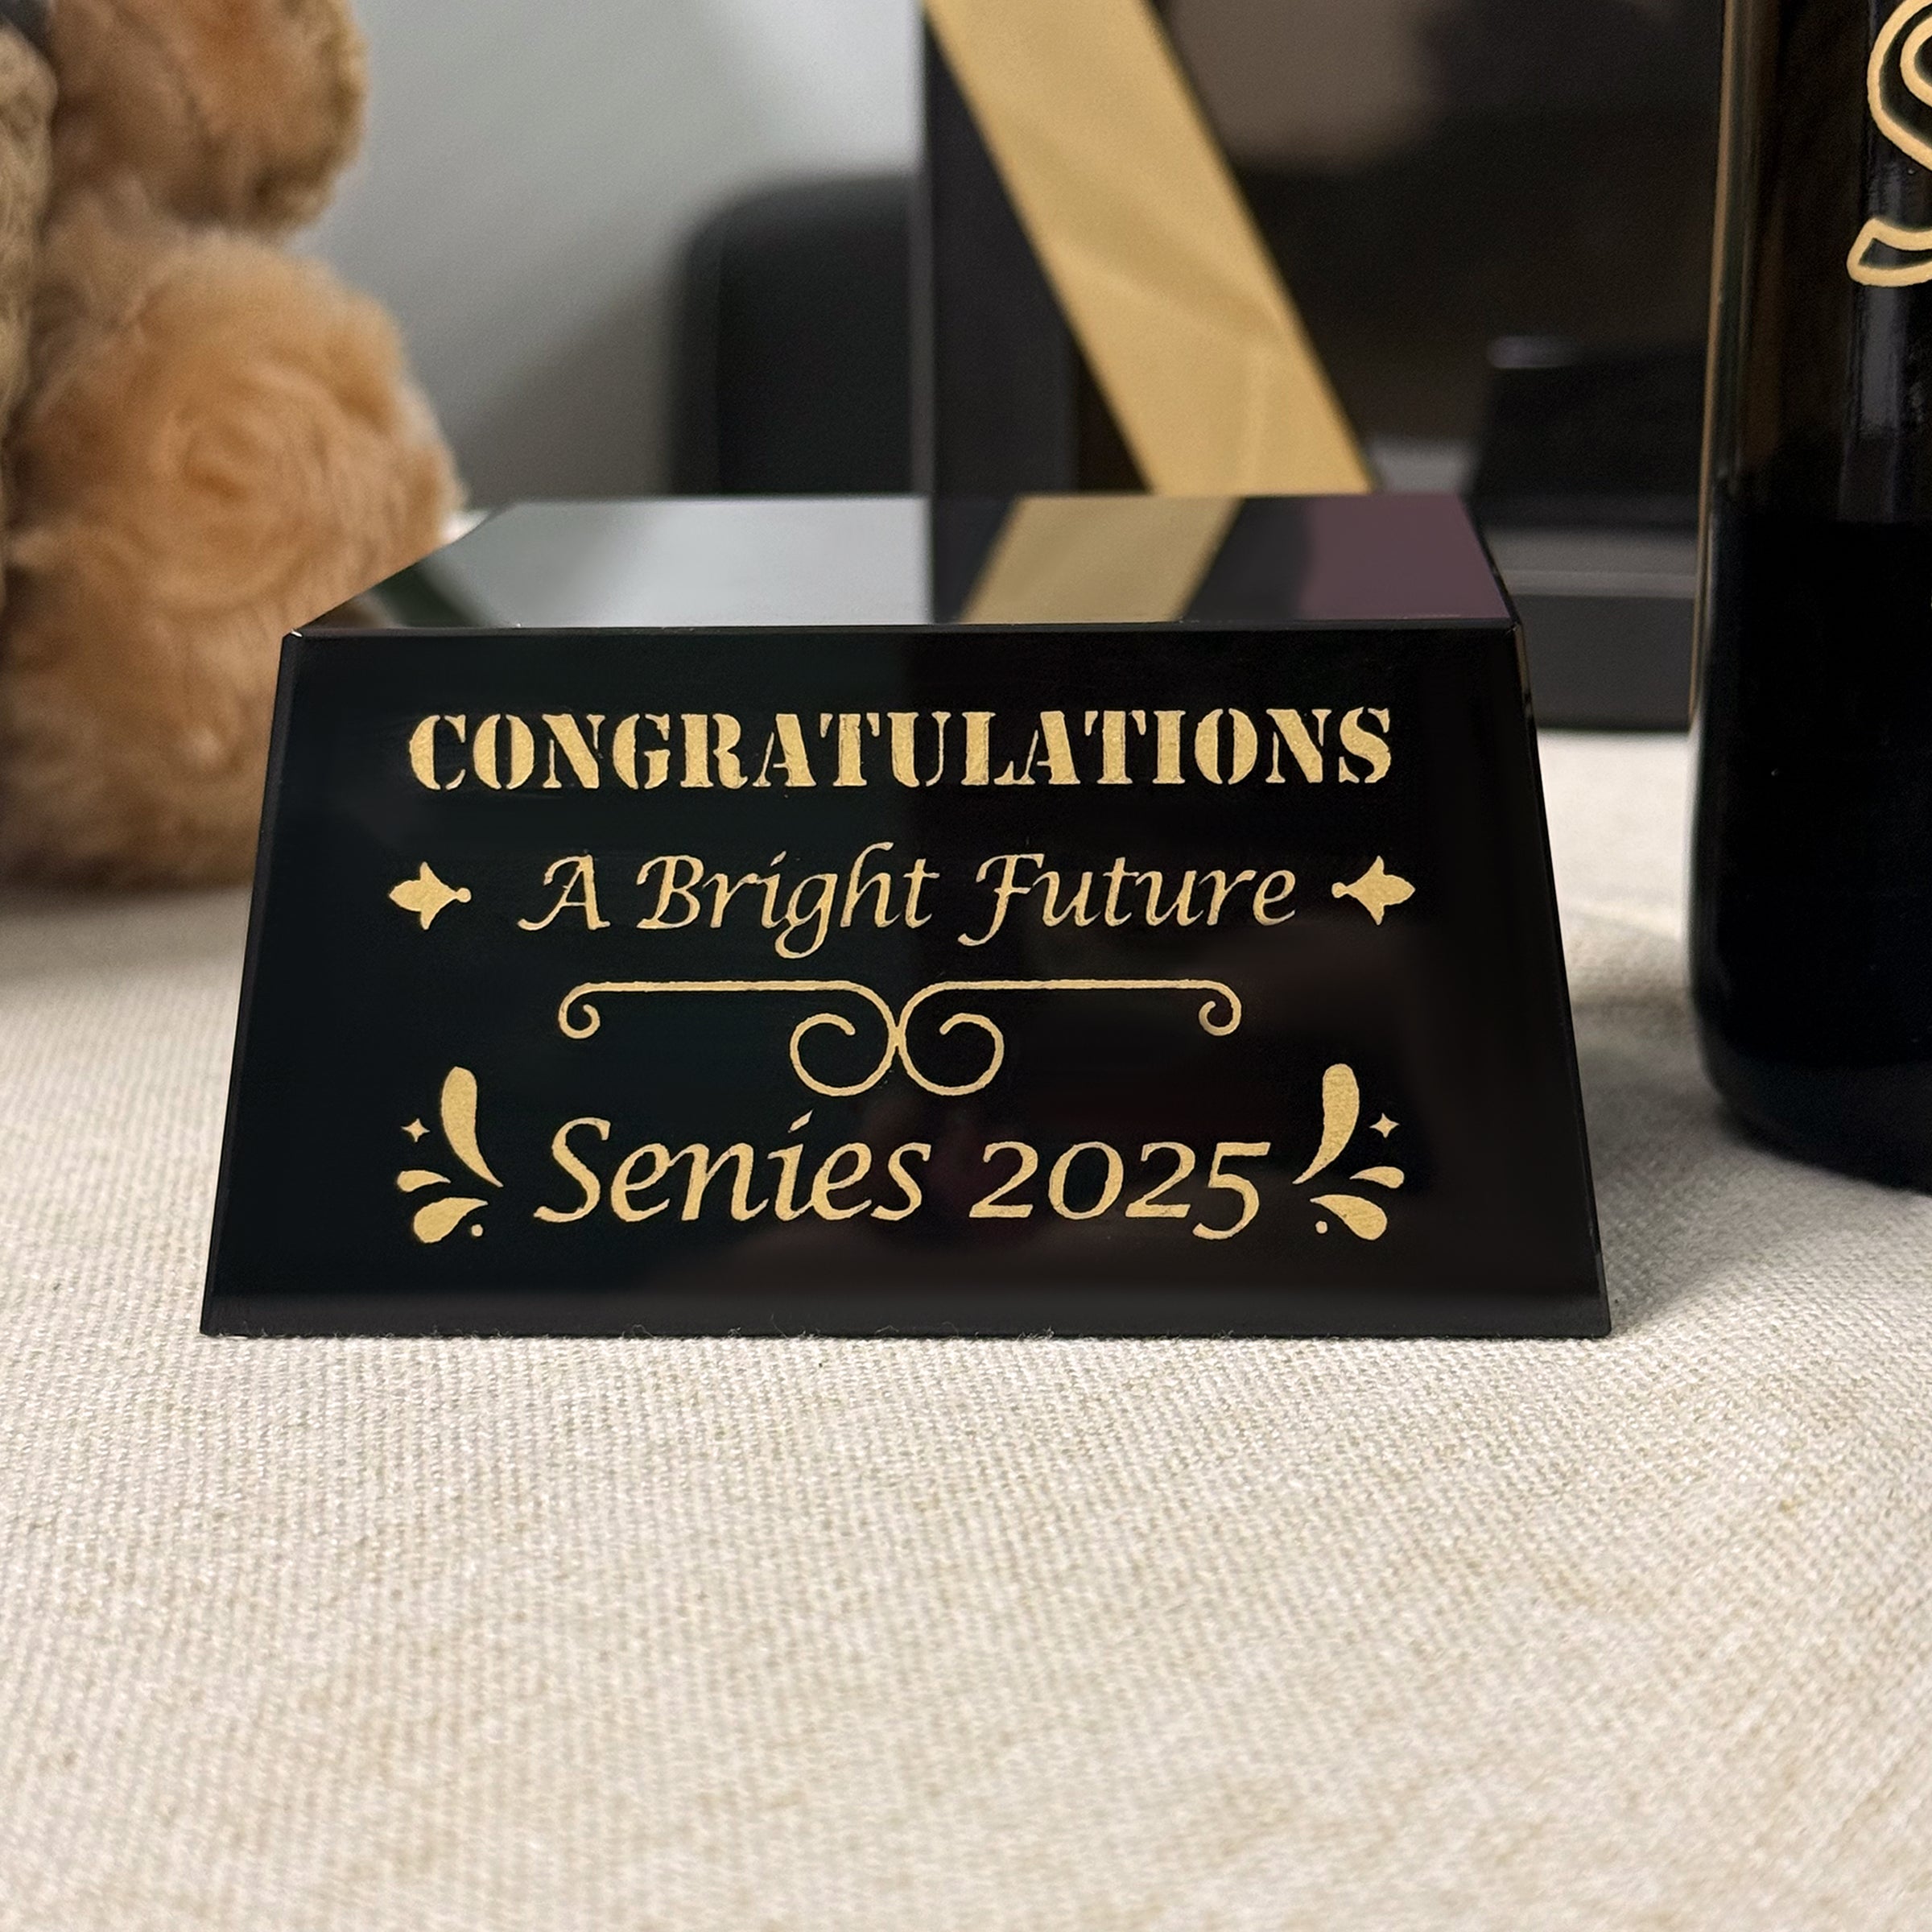 CONGRATULATIONS
A Bright Future
Senies 2025